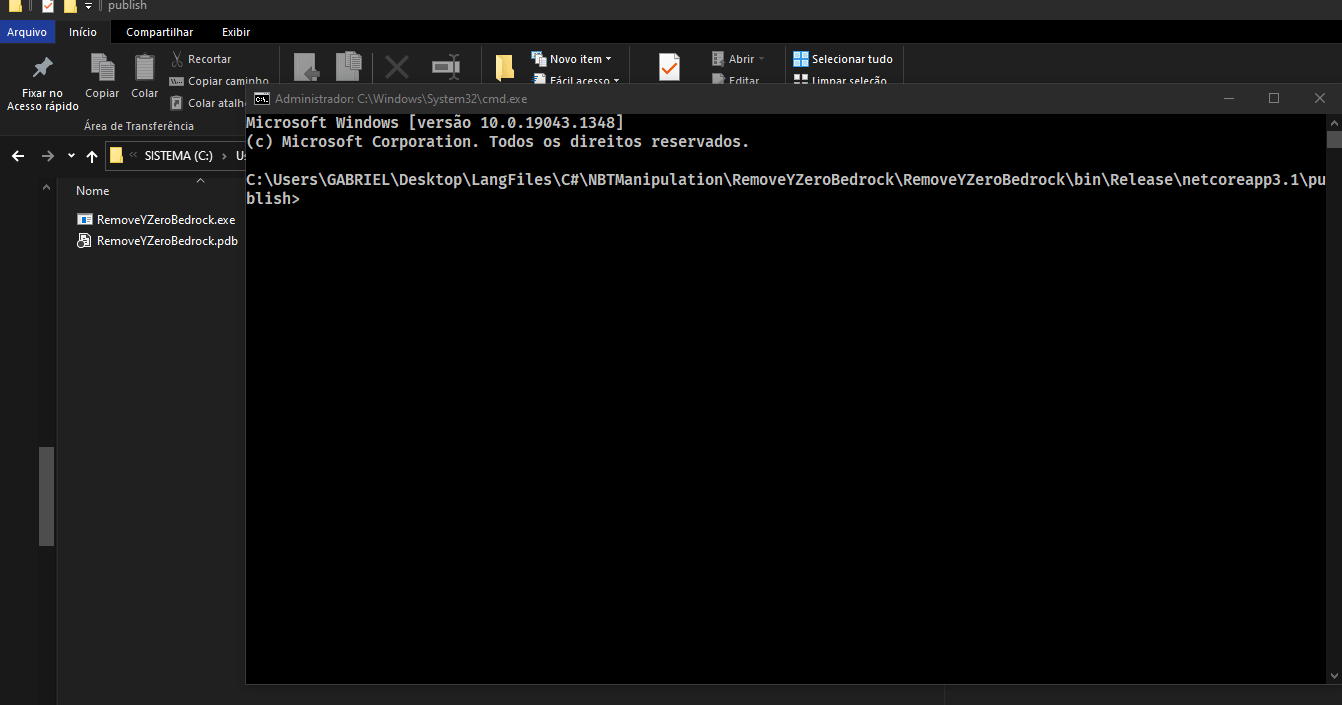 publish
Arquivo Início Compartilhar Exibir
Recortar Novo item Abrir Selecionar tudo
Copiar caminho Fácil acesso Editar Limpar seleção
Fixar no Acesso rápido Copiar Colar
Colar atalh
Área de Transferência
Administrador: C:\Windows\System32\cmd.exe
SISTEMA (C:) Us
Nome
RemoveYZeroBedrock.exe
RemoveYZeroBedrock.pdb
Microsoft Windows [versão 10.0.19043.1348]
(c) Microsoft Corporation. Todos os direitos reservados.
C:\Users\GABRIEL\Desktop\LangFiles\C#\NBTManipulation\RemoveYZeroBedrock\RemoveYZeroBedrock\bin\Release\netcoreapp3.1\pu
blish>